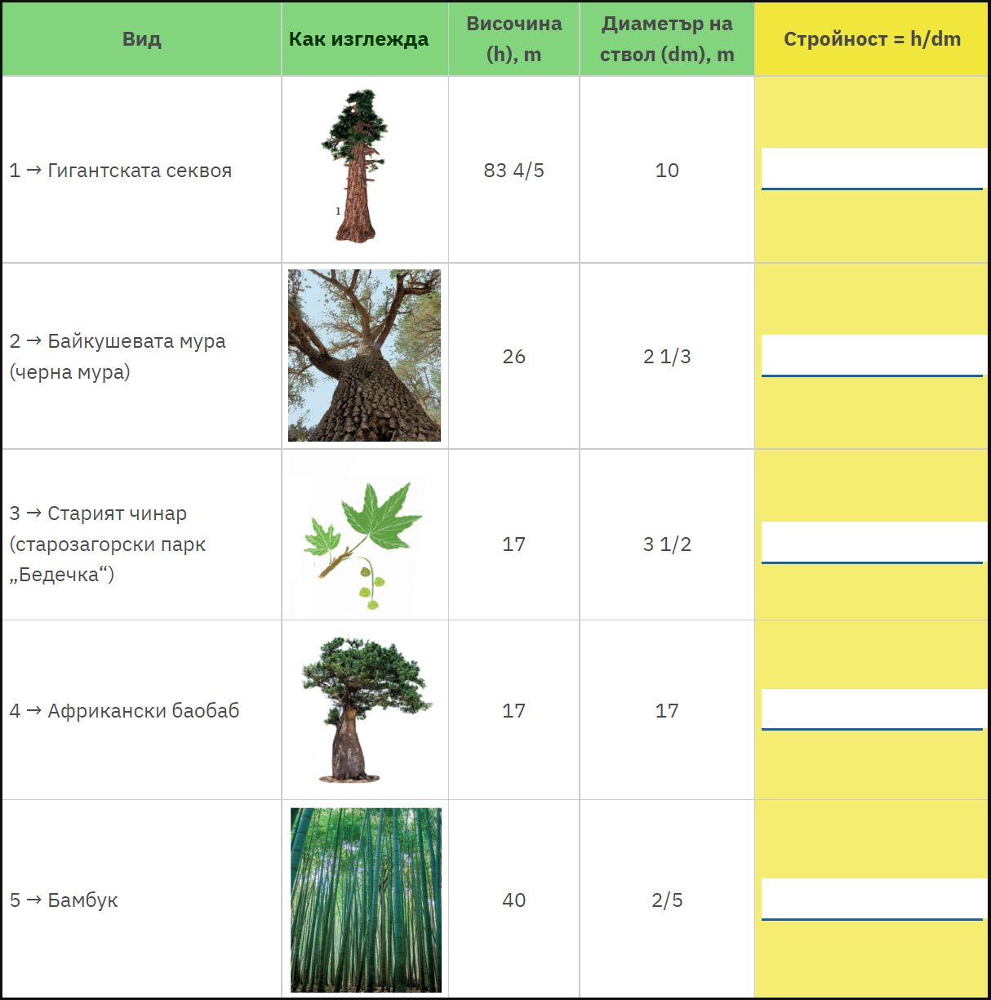 Вид
Как изглежда
Височина
(h), m
Диаметър на
ствол (dm), m
Стройност = h/dm
1 → Гигантската секвоя
1
83 4/5
10
2 → Байкушевата мура
(черна мура)
26
2 1/3
3 → Старият чинар
(старозагорски парк
„Бедечка“)
17
3 1/2
4 → Африкански баобаб
17
17
5 → Бамбук
40
2/5